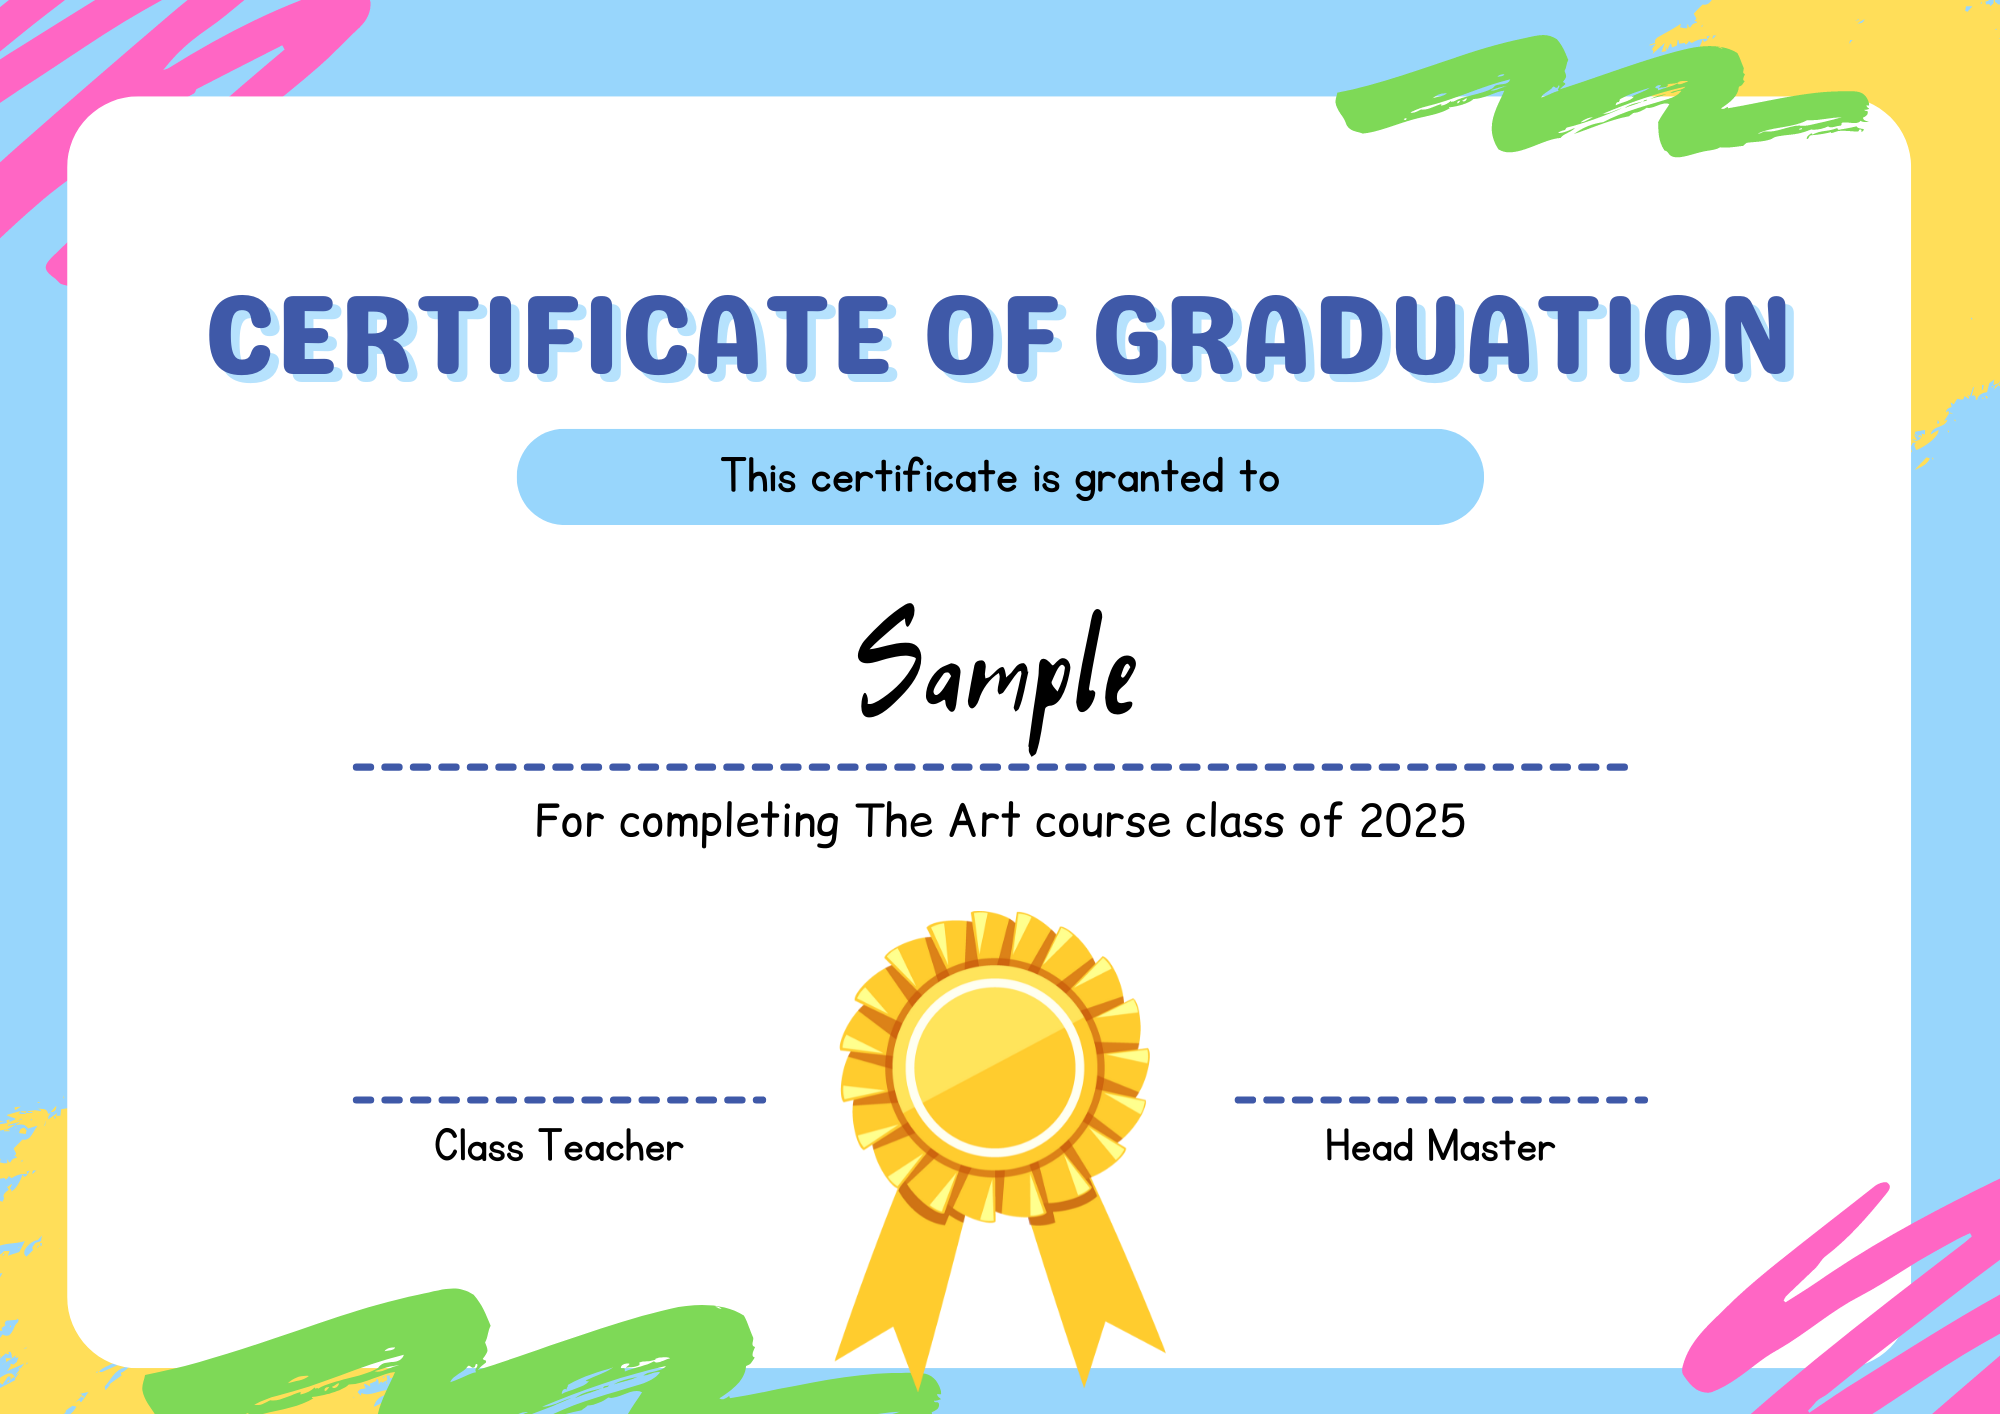 CERTIFICATE OF GRADUATION
This certificate is granted to
Sample
For completing The Art course class of 2025
Class Teacher
Head Master